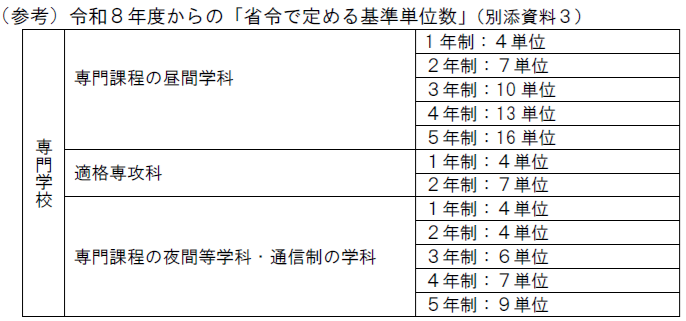 （参考）令和８年度からの「省令で定める基準単位数」（別添資料３）
専門学校
専門課程の昼間学科
１年制：４単位
２年制：７単位
３年制：10 単位
４年制：13 単位
５年制：16 単位
適格専攻科
１年制：４単位
２年制：７単位
専門課程の夜間等学科・通信制の学科
１年制：４単位
２年制：４単位
３年制：６単位
４年制：７単位
５年制：９単位